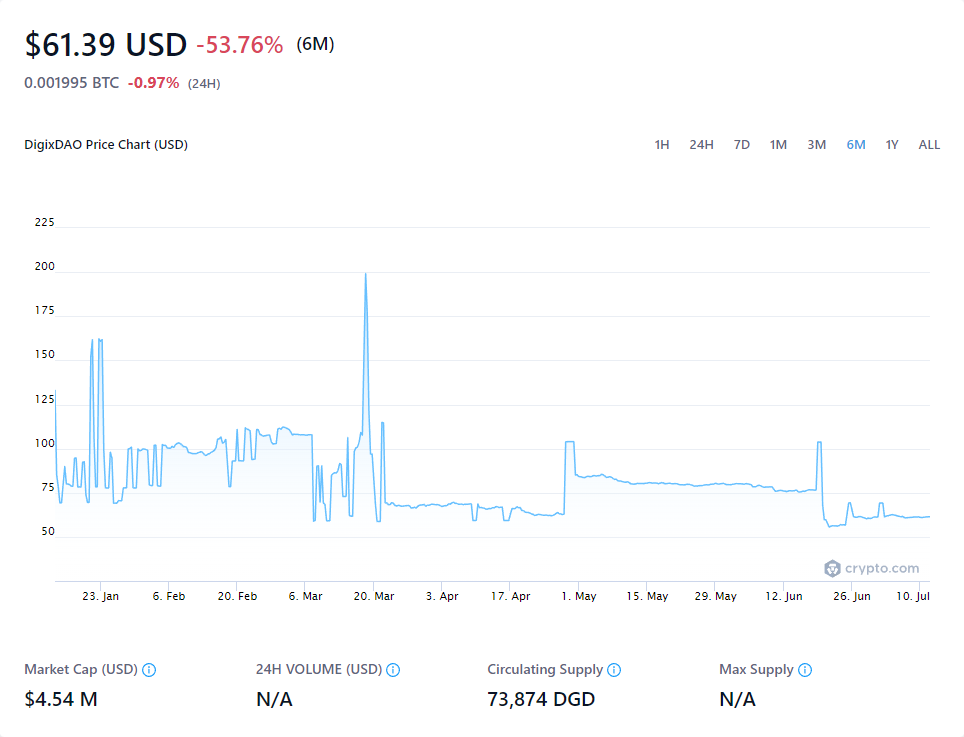 $61.39 USD -53.76% (6M)
0.001995 BTC -0.97% (24H)
DigixDAO Price Chart (USD) 1H 24H 7D 1M 3M 6M 1Y ALL
225
200
175
150
125
100
75
50
crypto.com
23. Jan 6. Feb 20. Feb 6. Mar 20. Mar 3. Apr 17. Apr 1. May 15. May 29. May 12. Jun 26. Jun 10. Jul
Market Cap (USD) 24H VOLUME (USD) Circulating Supply Max Supply
$4.54 M N/A 73,874 DGD N/A